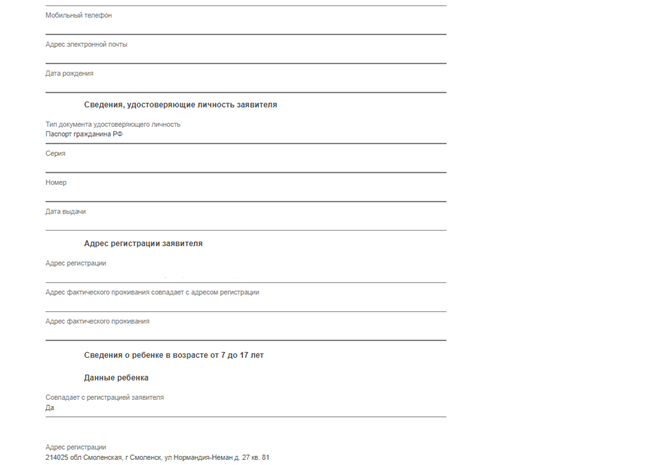 Мобильный телефон
Адрес электронной почты
Дата рождения
Сведения, удостоверяющие личность заявителя
Тип документа удостоверяющего личность
Паспорт гражданина РФ
Серия
Номер
Дата выдачи
Адрес регистрации заявителя
Адрес регистрации
Адрес фактического проживания совпадает с адресом регистрации
Адрес фактического проживания
Сведения о ребенке в возрасте от 7 до 17 лет
Данные ребенка
Совпадает с регистрацией заявителя
Да
Адрес регистрации
214025 обл Смоленская, г Смоленск, ул Нормандия-Неман д. 27 кв. 81